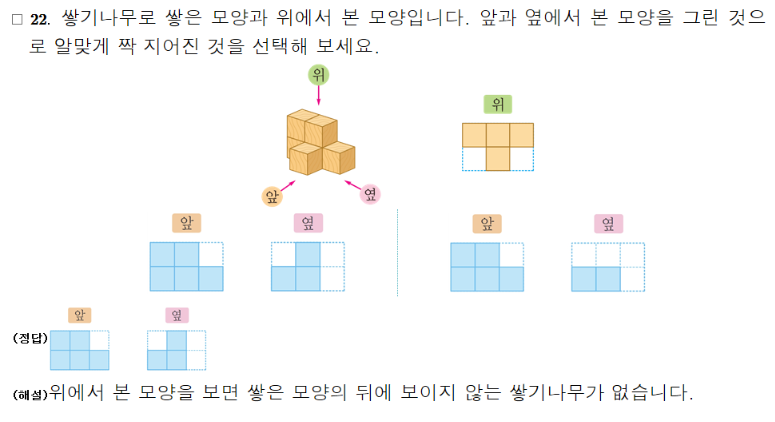 □ 22. 쌓기나무로 쌓은 모양과 위에서 본 모양입니다. 앞과 옆에서 본 모양을 그린 것으
로 알맞게 짝 지어진 것을 선택해 보세요.
위
위
앞
옆
앞
옆
앞
옆
앞
옆
(정답)
(해설)위에서 본 모양을 보면 쌓은 모양의 뒤에 보이지 않는 쌓기나무가 없습니다.